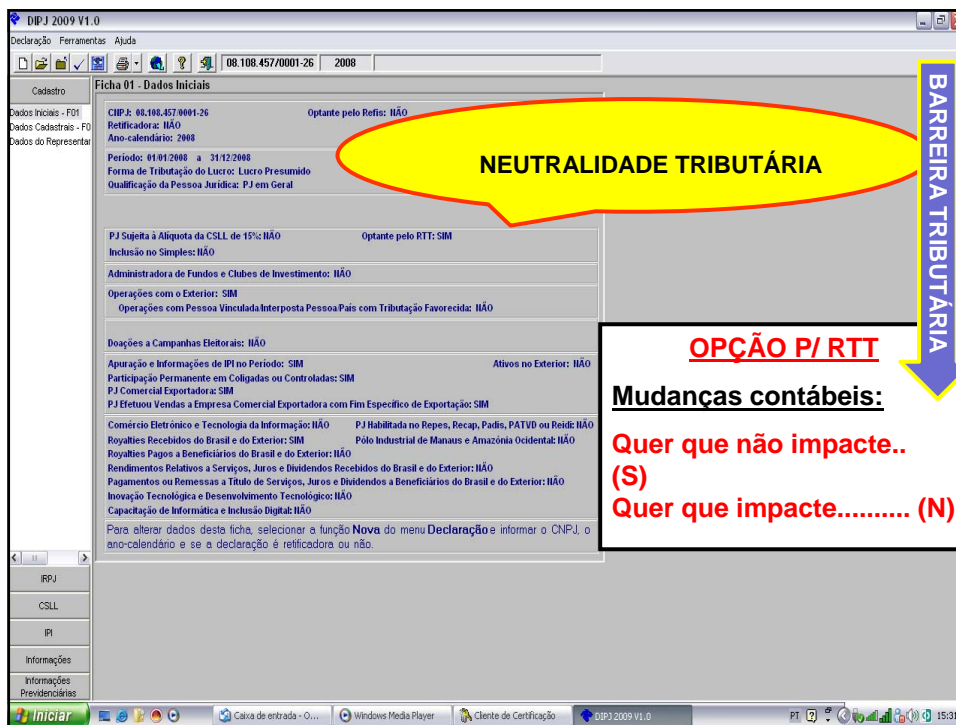 DIPJ 2009 V1.0
Declaração Ferramentas Ajuda
08.108.457/0001-26 2008
Cadastro
Dados Iniciais - F01
Dados Cadastrais - F0
Dados do Representar
Ficha 01 - Dados Iniciais
CNPJ: 08.108.457/0001-26 Optante pelo Refis: NÃO
Retificadora: NÃO
Ano-calendário: 2008
Período: 01/01/2008 a 31/12/2008
Forma de Tributação do Lucro: Lucro Presumido
Qualificação da Pessoa Jurídica: PJ em Geral
NEUTRALIDADE TRIBUTÁRIA
BARREIRA TRIBUTÁRIA
PJ Sujeita à Alíquota da CSLL de 15%: NÃO Optante pelo RTT: SIM
Inclusão no Simples: NÃO
Administradora de Fundos e Clubes de Investimento: NÃO
Operações com o Exterior: SIM
Operações com Pessoa Vinculada/Interposta Pessoa/País com Tributação Favorecida: NÃO
Doações a Campanhas Eleitorais: NÃO
Apuração e Informações de IPI no Período: SIM Ativos no Exterior: NÃO
Participação Permanente em Coligadas ou Controladas: SIM
PJ Comercial Exportadora: SIM
PJ Efetuou Vendas a Empresa Comercial Exportadora com Fim Específico de Exportação: SIM
Comércio Eletrônico e Tecnologia da Informação: NÃO PJ Habilitada no Repes, Recap, Padis, PATVD ou Reidi: NÃO
Royalties Recebidos do Brasil e do Exterior: SIM Pólo Industrial de Manaus e Amazônia Ocidental: NÃO
Royalties Pagos a Beneficiários do Brasil e do Exterior: NÃO
Rendimentos Relativos a Serviços, Juros e Dividendos Recebidos do Brasil e do Exterior: NÃO
Pagamentos ou Remessas a Título de Serviços, Juros e Dividendos a Beneficiários do Brasil e do Exterior: NÃO
Inovação Tecnológica e Desenvolvimento Tecnológico: NÃO
Capacitação de Informática e Inclusão Digital: NÃO
Para alterar dados desta ficha, selecionar a função Nova do menu Declaração e informar o CNPJ, o
ano-calendário e se a declaração é retificadora ou não.
OPÇÃO P/ RTT
Mudanças contábeis:
Quer que não impacte..
(S)
Quer que impacte.......... (N)
IRPJ
CSLL
IPI
Informações
Informações
Previdenciárias
Iniciar
Caixa de entrada - O...
Windows Media Player
Cliente de Certificação
DIPJ 2009 V1.0
PT
15:31